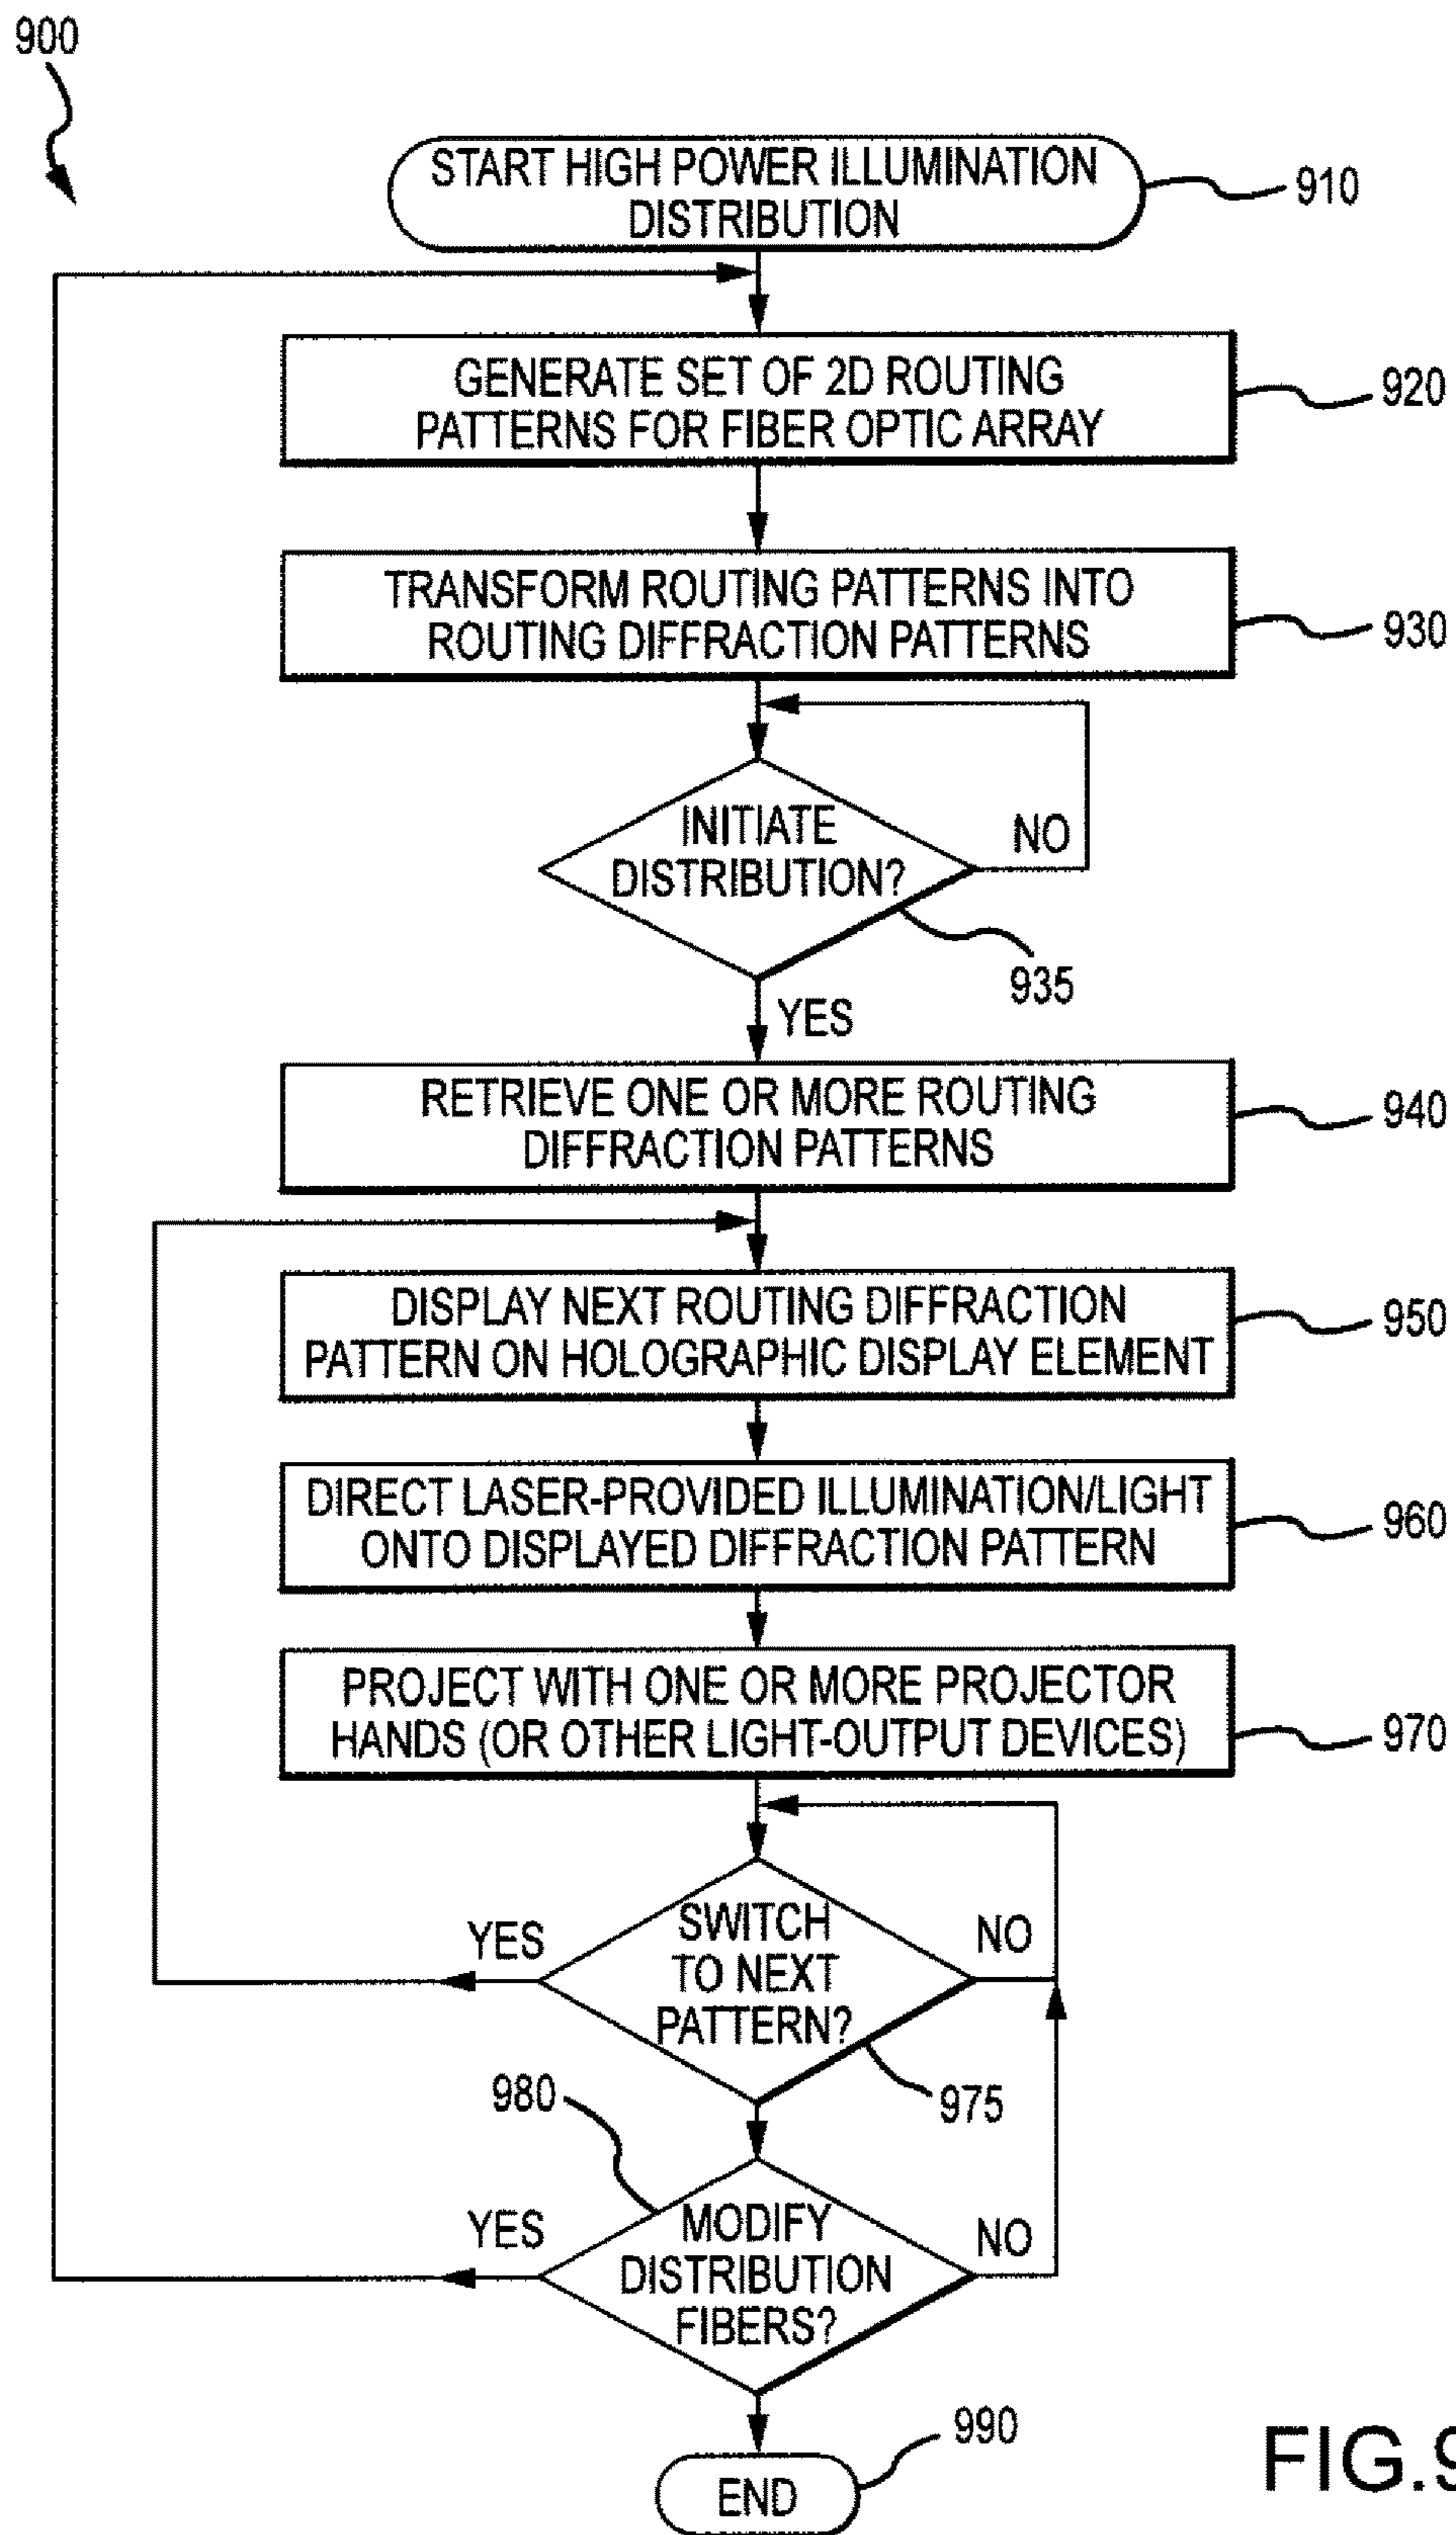 900
START HIGH POWER ILLUMINATION
DISTRIBUTION
910
GENERATE SET OF 2D ROUTING
PATTERNS FOR FIBER OPTIC ARRAY
920
TRANSFORM ROUTING PATTERNS INTO
ROUTING DIFFRACTION PATTERNS
930
INITIATE
DISTRIBUTION?
NO
935
YES
RETRIEVE ONE OR MORE ROUTING
DIFFRACTION PATTERNS
940
DISPLAY NEXT ROUTING DIFFRACTION
PATTERN ON HOLOGRAPHIC DISPLAY ELEMENT
950
DIRECT LASER-PROVIDED ILLUMINATION/LIGHT
ONTO DISPLAYED DIFFRACTION PATTERN
960
PROJECT WITH ONE OR MORE PROJECTOR
HANDS (OR OTHER LIGHT-OUTPUT DEVICES)
970
YES
SWITCH
TO NEXT
PATTERN?
NO
975
980
YES
MODIFY
DISTRIBUTION
FIBERS?
NO
990
END
FIG.9